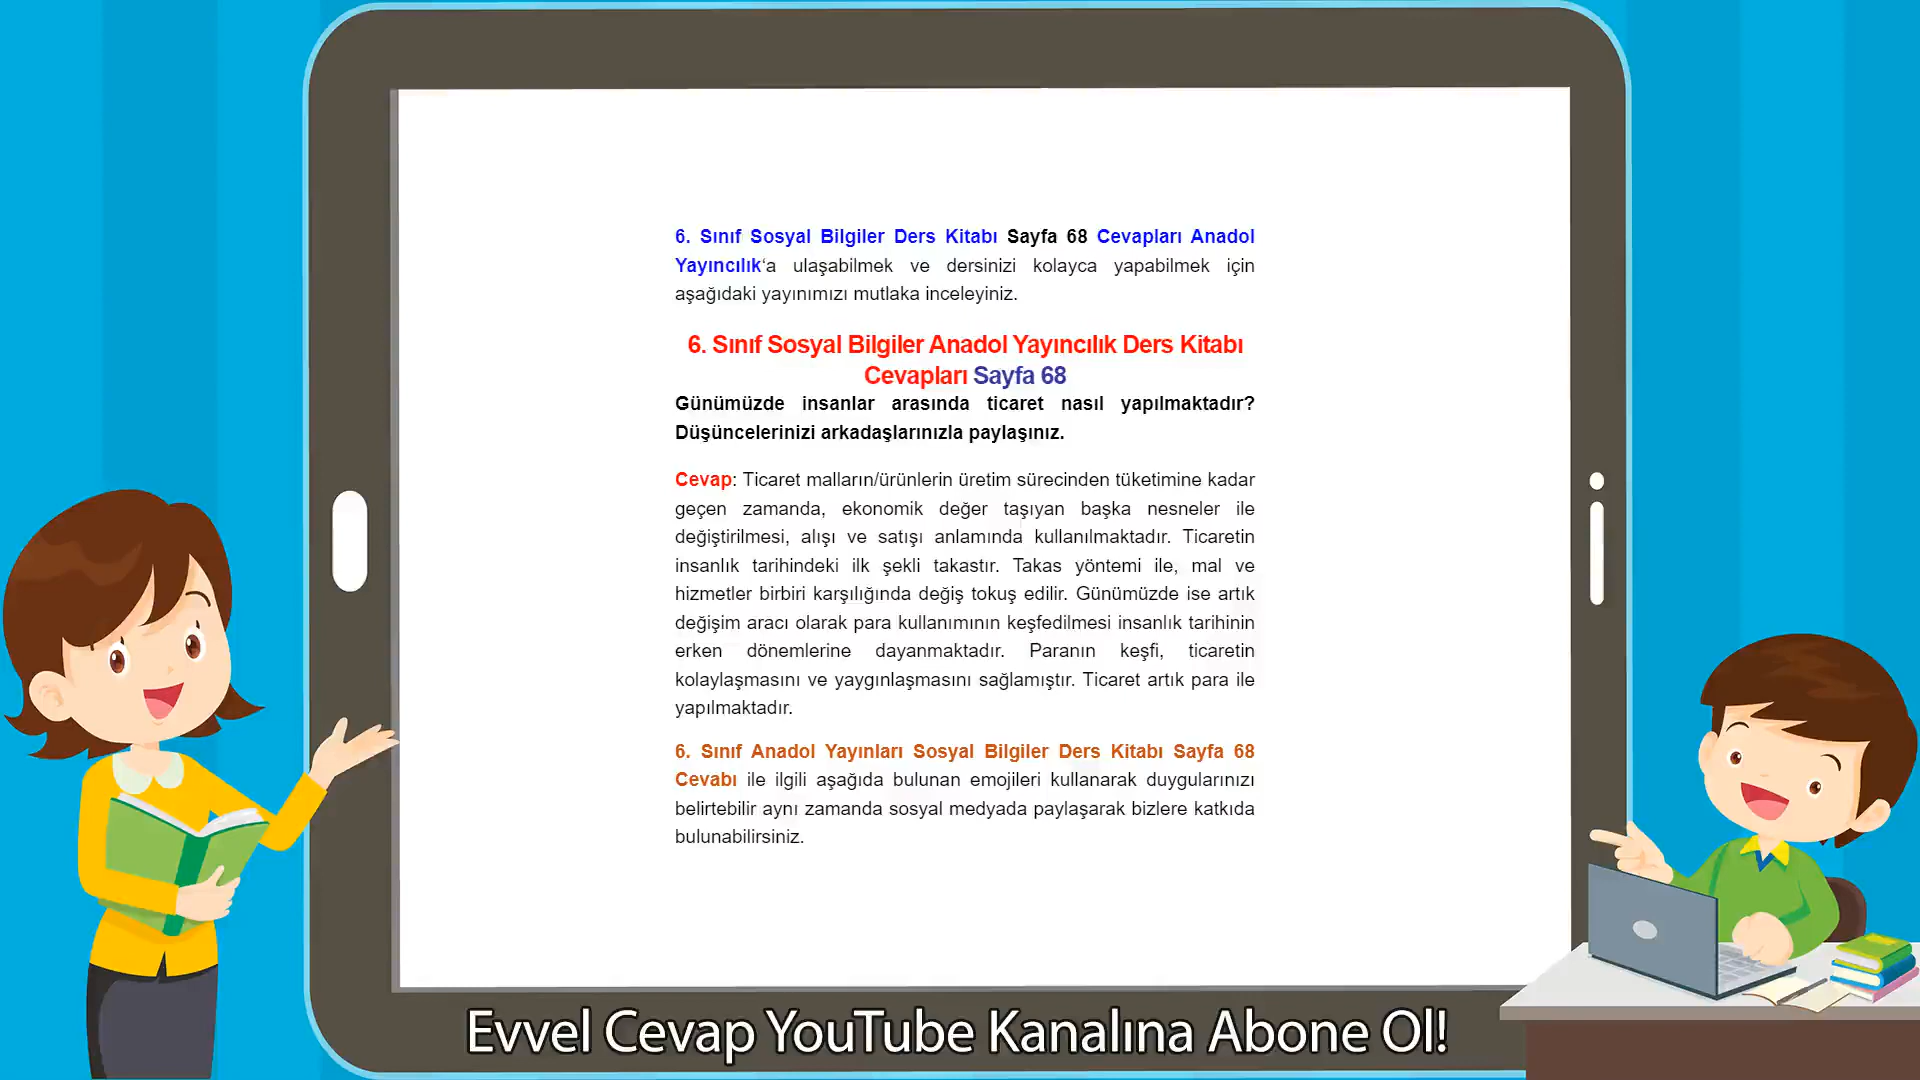 6. Sınıf Sosyal Bilgiler Ders Kitabı Sayfa 68 Cevapları Anadol
Yayıncılık‘a ulaşabilmek ve dersinizi kolayca yapabilmek için
aşağıdaki yayınımızı mutlaka inceleyiniz.
6. Sınıf Sosyal Bilgiler Anadol Yayıncılık Ders Kitabı
Cevapları Sayfa 68
Günümüzde insanlar arasında ticaret nasıl yapılmaktadır?
Düşüncelerinizi arkadaşlarınızla paylaşınız.
Cevap: Ticaret malların/ürünlerin üretim sürecinden tüketimine kadar
geçen zamanda, ekonomik değer taşıyan başka nesneler ile
değiştirilmesi, alışı ve satışı anlamında kullanılmaktadır. Ticaretin
insanlık tarihindeki ilk şekli takastır. Takas yöntemi ile, mal ve
hizmetler birbiri karşılığında değiş tokuş edilir. Günümüzde ise artık
değişim aracı olarak para kullanımının keşfedilmesi insanlık tarihinin
erken dönemlerine dayanmaktadır. Paranın keşfi, ticaretin
kolaylaşmasını ve yaygınlaşmasını sağlamıştır. Ticaret artık para ile
yapılmaktadır.
6. Sınıf Anadol Yayınları Sosyal Bilgiler Ders Kitabı Sayfa 68
Cevabı ile ilgili aşağıda bulunan emojileri kullanarak duygularınızı
belirtebilir aynı zamanda sosyal medyada paylaşarak bizlere katkıda
bulunabilirsiniz.
Evvel Cevap YouTube Kanalına Abone Ol!